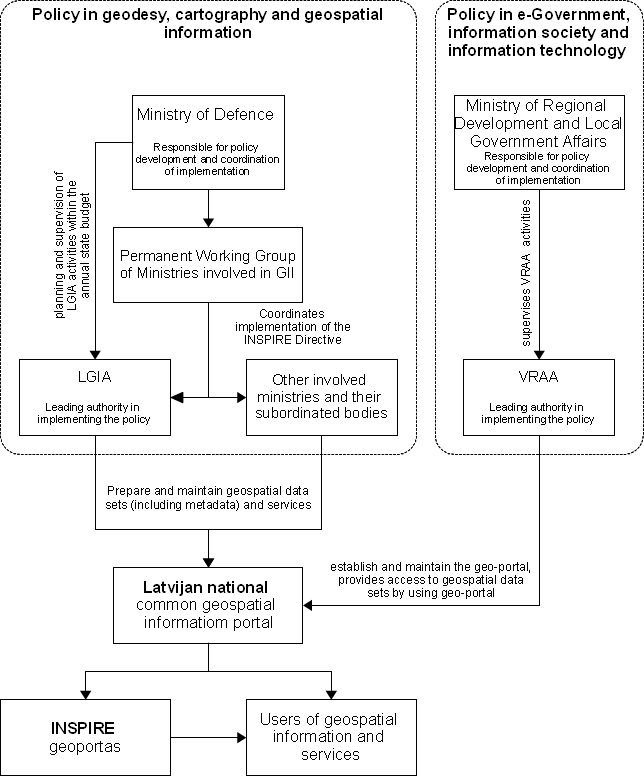 Policy in geodesy, cartography and geospatial
information
Policy in e-Government,
information society and
information technology
Ministry of Defence
Responsible for policy
development and coordination
of implementation
Ministry of Regional
Development and Local
Government Affairs
Responsible for policy
development and coordination
of implementation
planning and supervision of
LGIA activities within the
annual state budget
Permanent Working Group
of Ministries involved in GII
supervises VRAA activities
Coordinates
implementation of the
INSPIRE Directive
LGIA
Leading authority in
implementing the policy
Other involved
ministries and their
subordinated bodies
VRAA
Leading authority in
implementing the policy
Prepare and maintain geospatial data
sets (including metadata) and services
establish and maintain the geo-portal,
provides access to geospatial data
sets by using geo-portal
Latvijan national
common geospatial
informatiom portal
INSPIRE
geoportas
Users of geospatial
information and
services